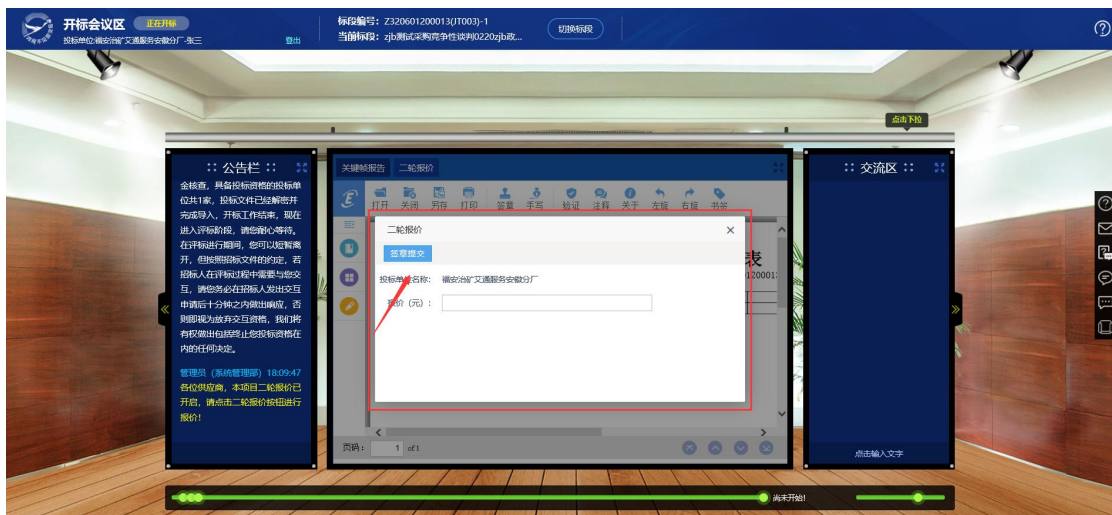 开标会议区 正在开标
投标单位:福安治矿艾通服务安徽分厂-张三 登出
标段编号：Z320601200013(JT003)-1
当前标段：zjb测试采购竞争性谈判0220zjb政...
切换标段
点击下拉
:: 公告栏 ::
金核查，具备投标资格的投标单
位共1家，投标文件已经解密并
完成导入，开标工作结束，现在
进入评标阶段，请您耐心等待。
在评标进行期间，您可以短暂离
开，但按照招标文件的约定，若
招标人在评标过程中需要与您交
互，请您务必在招标人发出交互
申请后十分钟之内做出响应，否
则即视为放弃交互资格，我们将
有权做出包括终止您投标资格在
内的任何决定。
管理员（系统管理部）18:09:47
各位供应商，本项目二轮报价已
开启，请点击二轮报价按钮进行
报价！
关键帧报告 二轮报价
打开 关闭 另存 打印 签章 手写 验证 注释 关于 左旋 右旋 书签
表
二轮报价
签章提交
投标单位名称： 福安治矿艾通服务安徽分厂
报价（元）：
页码： 1 of1
:: 交流区 ::
点击输入文字
尚未开始!